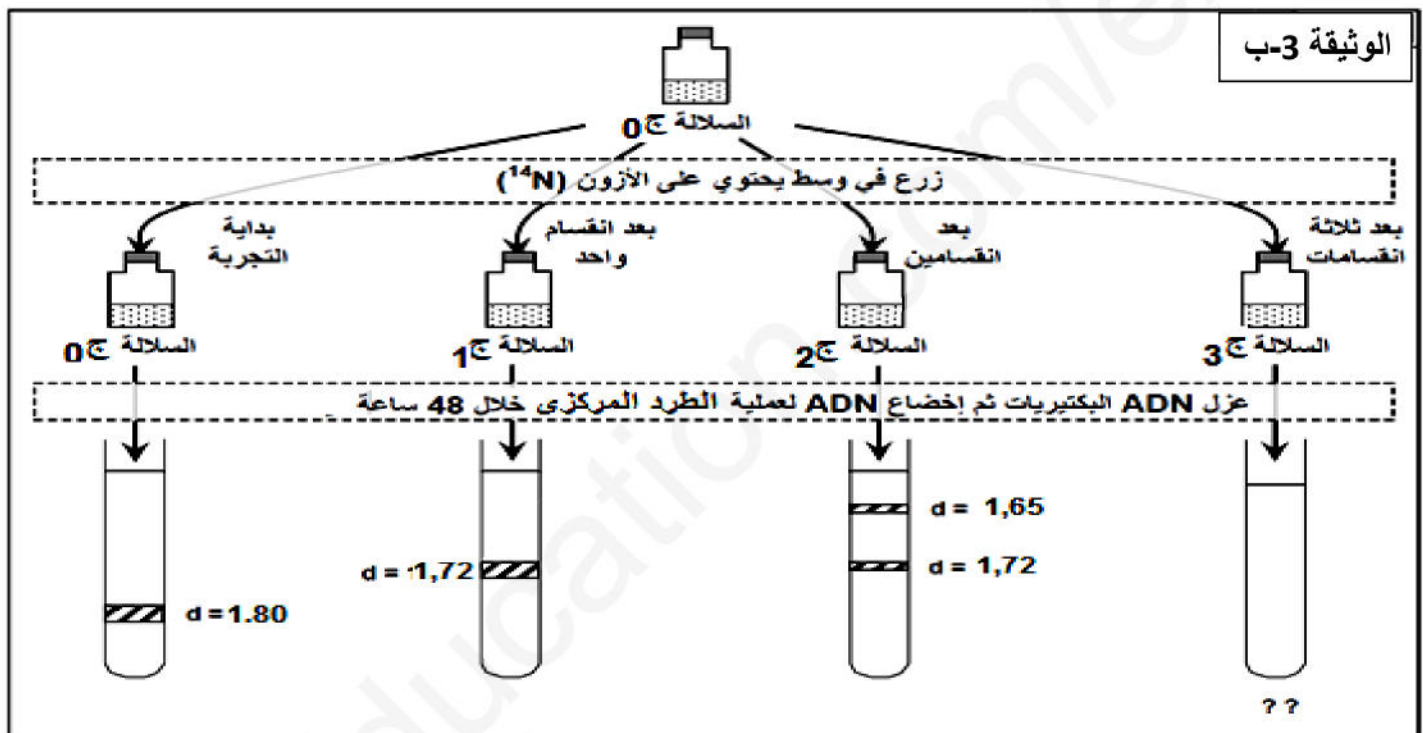 الوثيقة 3-ب
السلالة ج0
زرع في وسط يحتوي على الأزون (¹⁴N)
بداية
التجربة
بعد انقسام
واحد
بعد
انقسامين
بعد ثلاثة
انقسامات
السلالة ج0
السلالة ج1
السلالة ج2
السلالة ج3
عزل ADN البكتيريات ثم إخضاع ADN لعملية الطرد المركزي خلال 48 ساعة
d = 1.80
d = 1,72
d = 1,65
d = 1,72
? ?